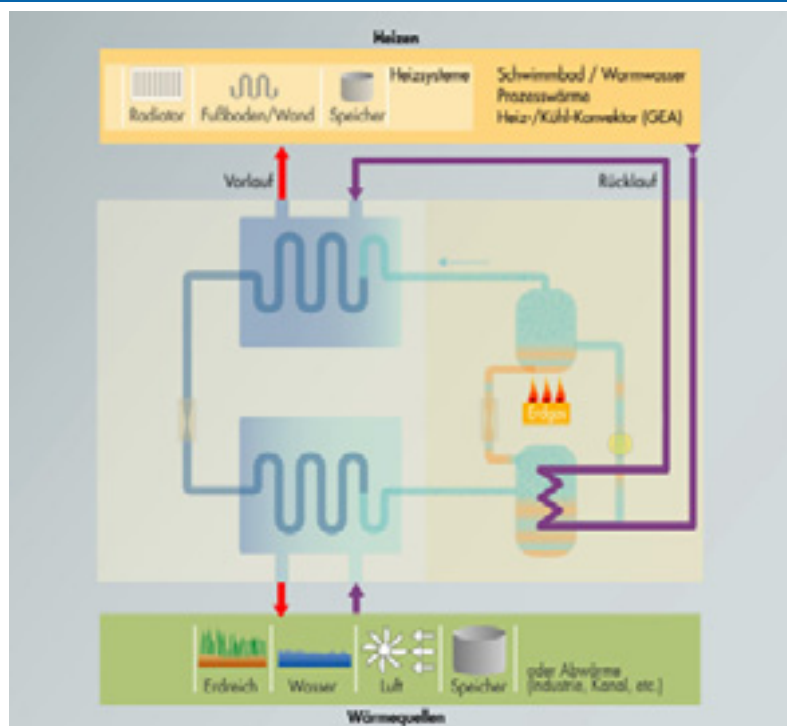 Heizen
Heizsysteme
Radiator
Fußboden/Wand
Speicher
Schwimmbad / Warmwasser
Prozesswärme
Heiz-/Kühl-Konvektor (GEA)
Vorlauf
Rücklauf
Erdgas
Erdreich
Wasser
Luft
Speicher
oder Abwärme
(Industrie, Kanal, etc.)
Wärmequellen